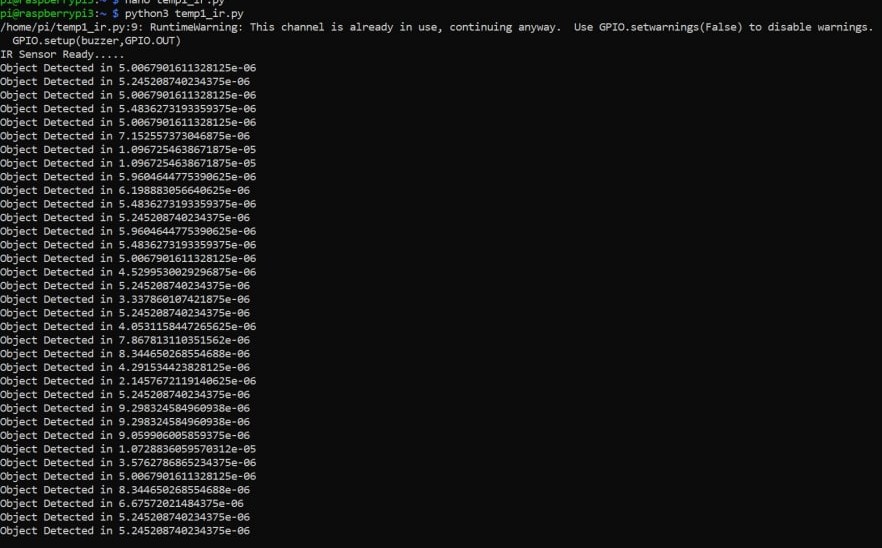 pi@raspberrypi3:~ $ nano temp1_ir.py
pi@raspberrypi3:~ $ python3 temp1_ir.py
/home/pi/temp1_ir.py:9: RuntimeWarning: This channel is already in use, continuing anyway.  Use GPIO.setwarnings(False) to disable warnings.
  GPIO.setup(buzzer,GPIO.OUT)
IR Sensor Ready.....
Object Detected in 5.0067901611328125e-06
Object Detected in 5.245208740234375e-06
Object Detected in 5.0067901611328125e-06
Object Detected in 5.4836273193359375e-06
Object Detected in 5.0067901611328125e-06
Object Detected in 7.152557373046875e-06
Object Detected in 1.0967254638671875e-05
Object Detected in 1.0967254638671875e-05
Object Detected in 5.9604644775390625e-06
Object Detected in 6.198883056640625e-06
Object Detected in 5.4836273193359375e-06
Object Detected in 5.245208740234375e-06
Object Detected in 5.9604644775390625e-06
Object Detected in 5.4836273193359375e-06
Object Detected in 5.0067901611328125e-06
Object Detected in 4.5299530029296875e-06
Object Detected in 5.245208740234375e-06
Object Detected in 3.337860107421875e-06
Object Detected in 5.245208740234375e-06
Object Detected in 4.0531158447265625e-06
Object Detected in 7.867813110351562e-06
Object Detected in 8.344650268554688e-06
Object Detected in 4.291534423828125e-06
Object Detected in 2.1457672119140625e-06
Object Detected in 5.245208740234375e-06
Object Detected in 9.298324584960938e-06
Object Detected in 9.298324584960938e-06
Object Detected in 9.059906005859375e-06
Object Detected in 1.0728836059570312e-05
Object Detected in 3.5762786865234375e-06
Object Detected in 5.0067901611328125e-06
Object Detected in 8.344650268554688e-06
Object Detected in 6.67572021484375e-06
Object Detected in 5.245208740234375e-06
Object Detected in 5.245208740234375e-06